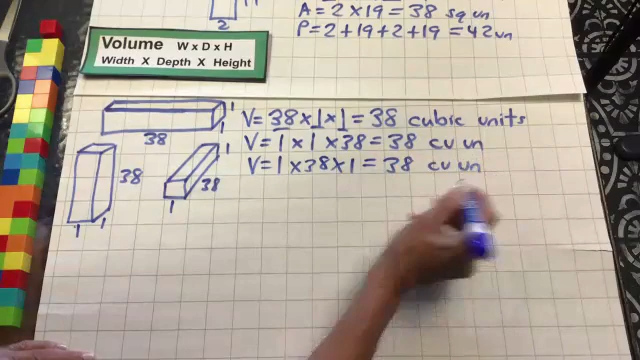 A = 2 x 19 = 38 sq un
2
P = 2 + 19 + 2 + 19 = 42 un
Volume W x D x H
Width X Depth X Height
1
V = 38 x 1 x 1 = 38 cubic units
38
1
V = 1 x 1 x 38 = 38 cu un
1
V = 1 x 38 x 1 = 38 cu un
38
38
1
1
1